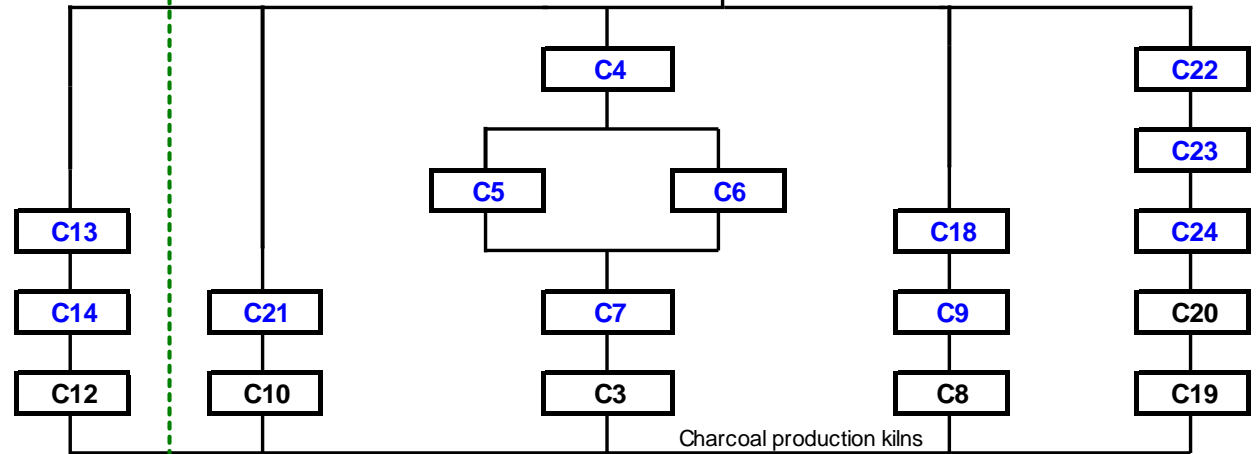 C4 C22
C5 C6 C23
C13 C18 C24
C14 C21 C7 C9 C20
C12 C10 C3 C8 C19
Charcoal production kilns